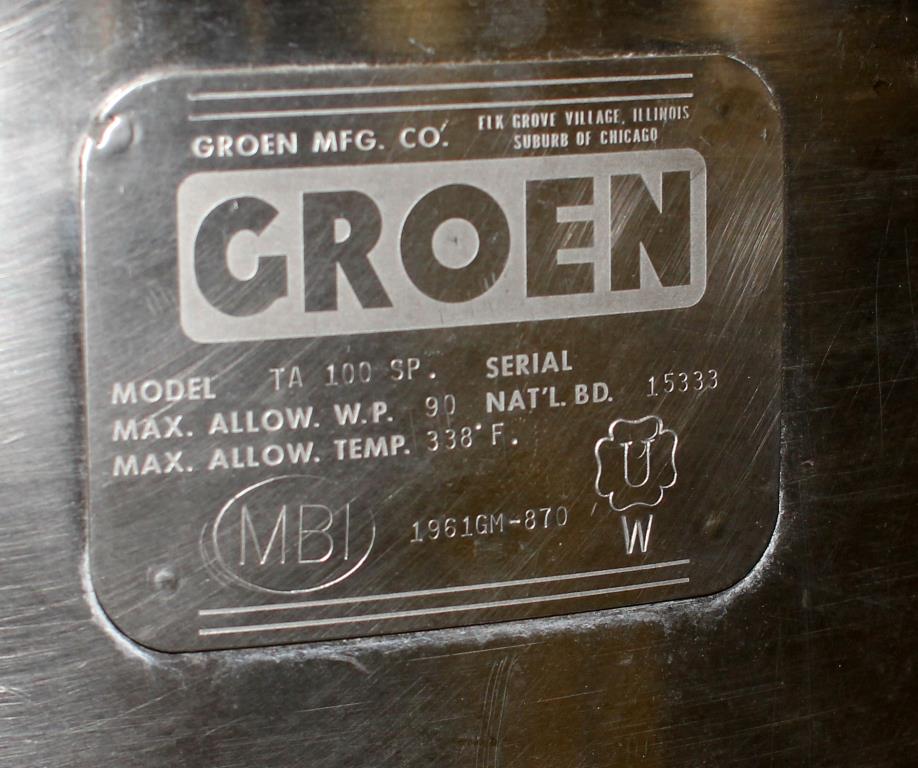 GROEN MFG. CO. ELK GROVE VILLAGE, ILLINOIS
SUBURB OF CHICAGO
GROEN
MODEL TA 100 SP. SERIAL
MAX. ALLOW. W.P. 90 NAT'L. BD. 15333
MAX. ALLOW. TEMP. 338° F.
U
MBI 1961GM-870
W